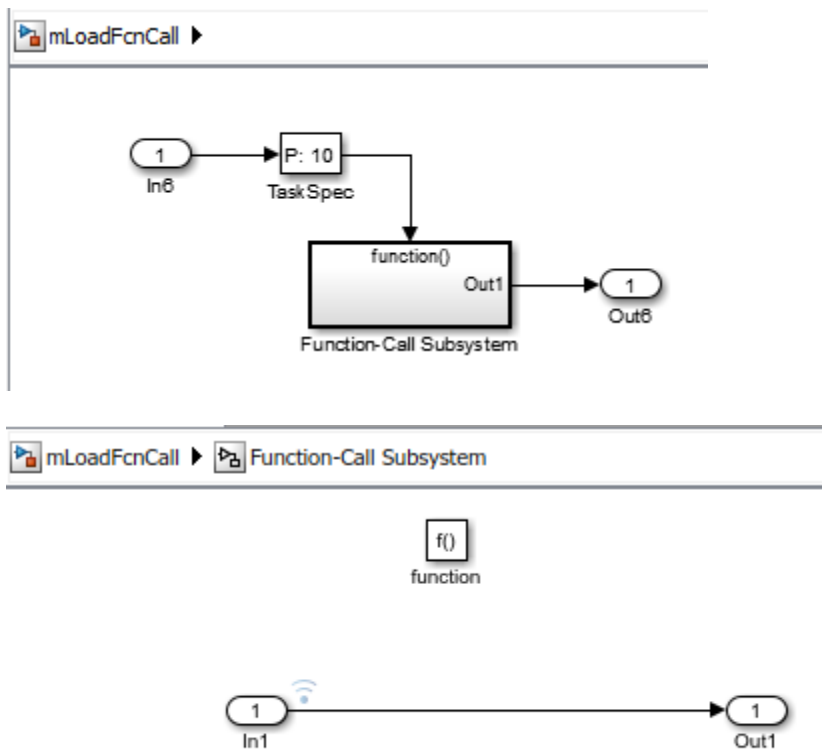 mLoadFcnCall
1
In6
P: 10
TaskSpec
function()
Out1
Function-Call Subsystem
1
Out6
mLoadFcnCall Function-Call Subsystem
f()
function
1
In1
1
Out1